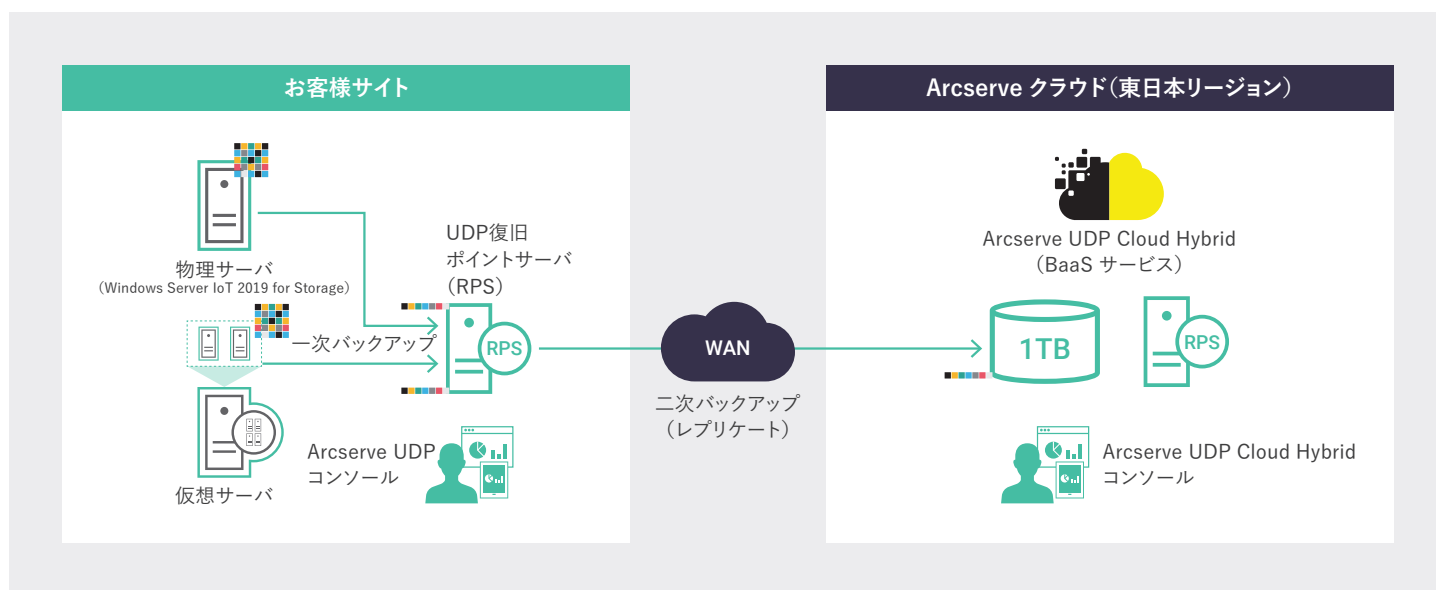 お客様サイト
物理サーバ
(Windows Server IoT 2019 for Storage)
一次バックアップ
仮想サーバ
UDP復旧
ポイントサーバ
(RPS)
RPS
Arcserve UDP
コンソール
WAN
二次バックアップ
(レプリケート)
Arcserve クラウド(東日本リージョン)
Arcserve UDP Cloud Hybrid
(BaaS サービス)
1TB
RPS
Arcserve UDP Cloud Hybrid
コンソール